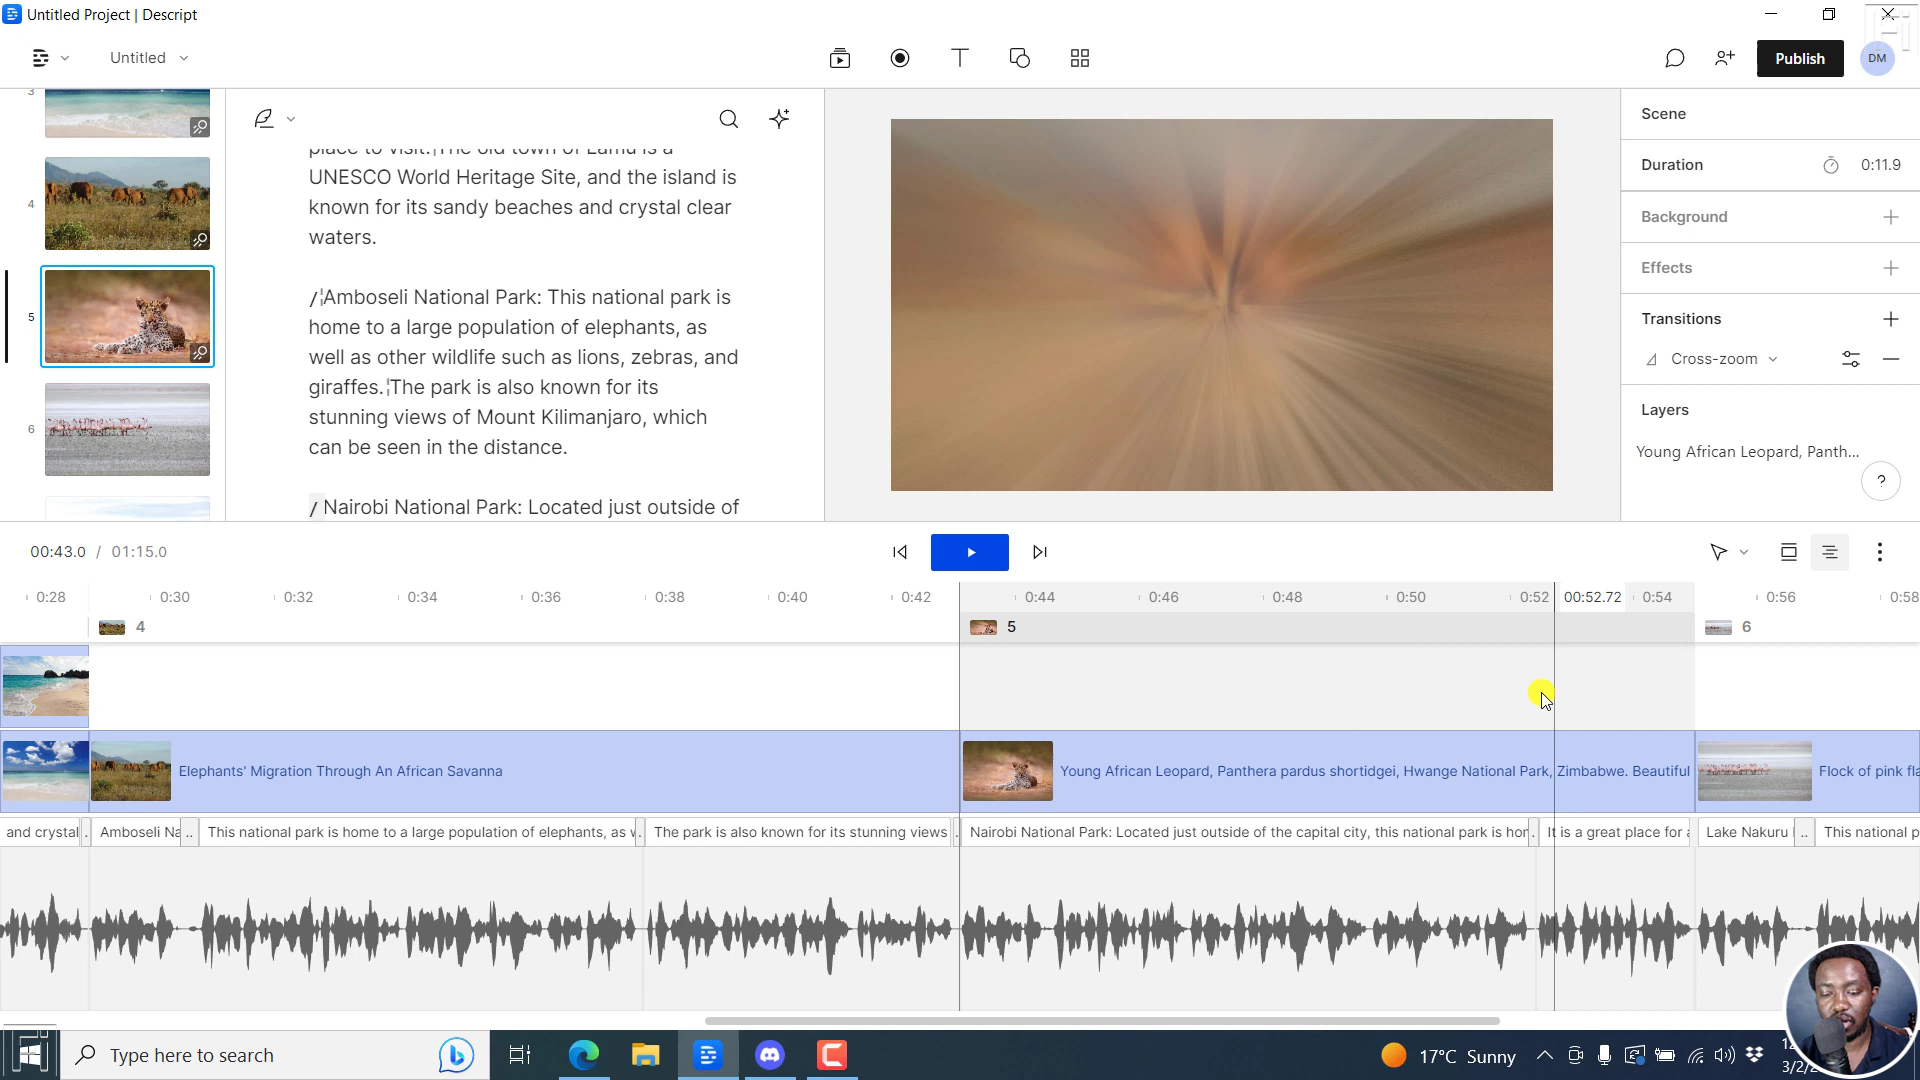 Untitled Project | Descript
Untitled
Publish
DM
3
4
5
6
UNESCO World Heritage Site, and the island is
known for its sandy beaches and crystal clear
waters.
/¦Amboseli National Park: This national park is
home to a large population of elephants, as
well as other wildlife such as lions, zebras, and
giraffes.¦The park is also known for its
stunning views of Mount Kilimanjaro, which
can be seen in the distance.
/ Nairobi National Park: Located just outside of
Scene
Duration 0:11.9
Background
Effects
Transitions
Cross-zoom
Layers
Young African Leopard, Panth...
?
00:43.0 / 01:15.0
0:28 0:30 0:32 0:34 0:36 0:38 0:40 0:42 0:44 0:46 0:48 0:50 0:52 00:52.72 0:54 0:56 0:58
4 5 6
Elephants' Migration Through An African Savanna
Young African Leopard, Panthera pardus shortidgei, Hwange National Park, Zimbabwe. Beautiful
Flock of pink fla
and crystal . Amboseli Na .. This national park is home to a large population of elephants, as w . The park is also known for its stunning views . Nairobi National Park: Located just outside of the capital city, this national park is hor . It is a great place for a Lake Nakuru .. This national p
Type here to search
17°C Sunny